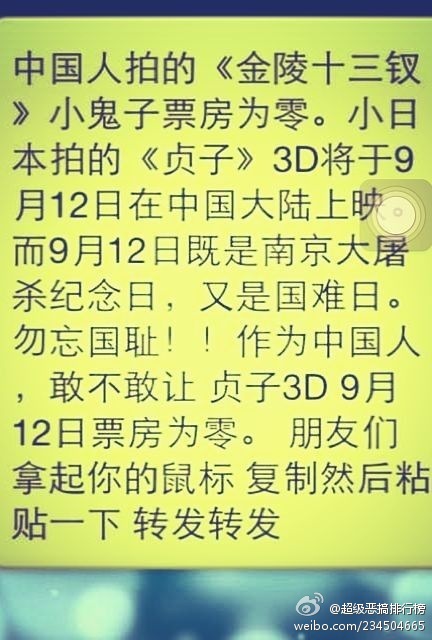 中国人拍的《金陵十三钗
》小鬼子票房为零。小日
本拍的《贞子》3D将于9
月12日在中国大陆上映
而9月12日既是南京大屠
杀纪念日，又是国难日。
勿忘国耻！！作为中国人
，敢不敢让 贞子3D 9月
12日票房为零。 朋友们
拿起你的鼠标 复制然后粘
贴一下 转发转发
@超级恶搞排行榜
weibo.com/234504665